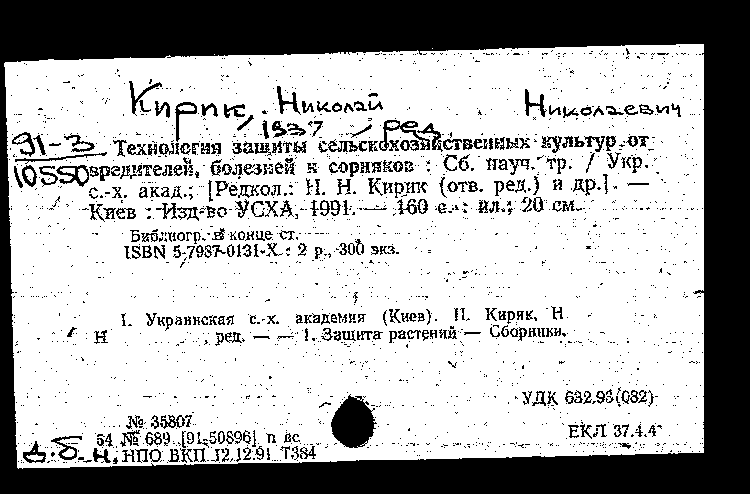 Кирик, Николай Николаевич
1937 , ред.
91-3
10550
Технология защиты сельскохозяйственных культур от
вредителей, болезней и сорняков : Сб. науч. тр. / Укр.
с.-х. акад.; [Редкол.: Н. Н. Кирик (отв. ред.) и др.]. —
Киев : Изд-во УСХА, 1991. — 160 с. : ил.; 20 см.
Библиогр. в конце ст.
ISBN 5-7987-0131-X : 2 р., 300 экз.
I. Украинская с.-х. академия (Киев). II. Кирик, Н
Н ред. — — 1. Защита растений — Сборники.
УДК 632.93(082)
№ 35807
54 № 689 [91-50896] п вс
ЕКЛ 37.4.4
д.б.н. НПО ВКП 12.12.91 Т384